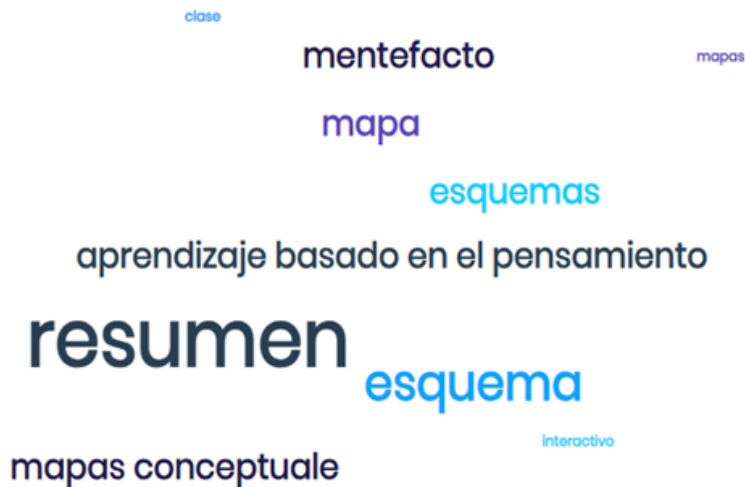 clase
mentefacto
mapas
mapa
esquemas
aprendizaje basado en el pensamiento
resumen
esquema
interactivo
mapas conceptuale